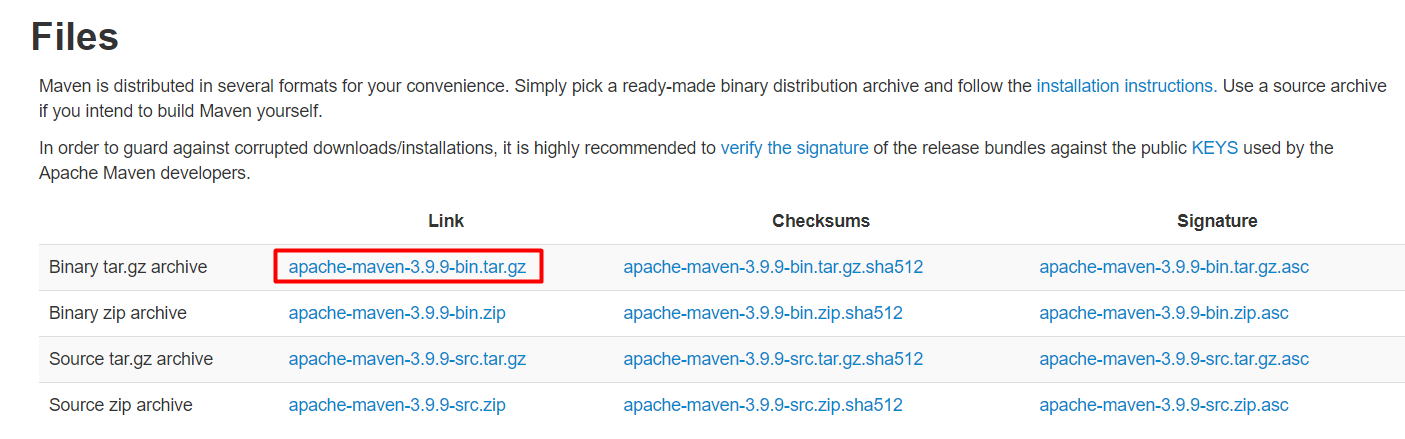 Files
Maven is distributed in several formats for your convenience. Simply pick a ready-made binary distribution archive and follow the installation instructions. Use a source archive
if you intend to build Maven yourself.
In order to guard against corrupted downloads/installations, it is highly recommended to verify the signature of the release bundles against the public KEYS used by the
Apache Maven developers.
Link Checksums Signature
Binary tar.gz archive apache-maven-3.9.9-bin.tar.gz apache-maven-3.9.9-bin.tar.gz.sha512 apache-maven-3.9.9-bin.tar.gz.asc
Binary zip archive apache-maven-3.9.9-bin.zip apache-maven-3.9.9-bin.zip.sha512 apache-maven-3.9.9-bin.zip.asc
Source tar.gz archive apache-maven-3.9.9-src.tar.gz apache-maven-3.9.9-src.tar.gz.sha512 apache-maven-3.9.9-src.tar.gz.asc
Source zip archive apache-maven-3.9.9-src.zip apache-maven-3.9.9-src.zip.sha512 apache-maven-3.9.9-src.zip.asc